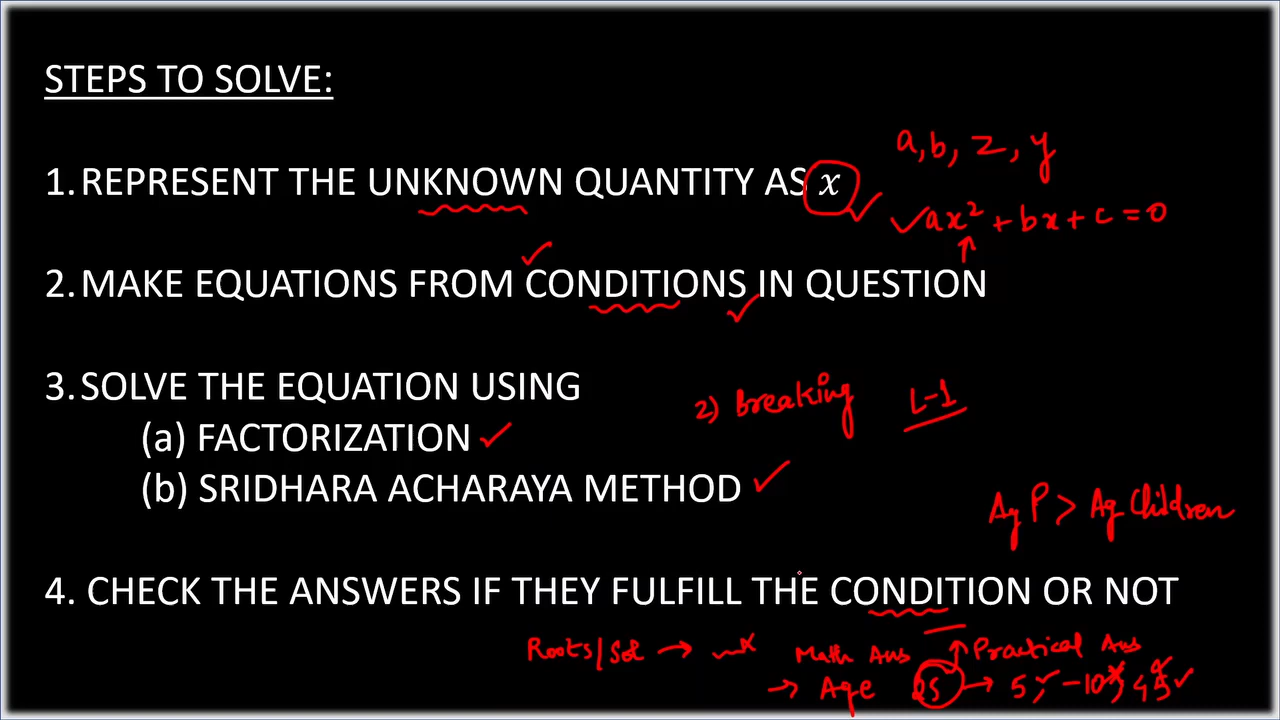 STEPS TO SOLVE:
a, b, z, y
1. REPRESENT THE UNKNOWN QUANTITY AS x
ax² + bx + c = 0
2. MAKE EQUATIONS FROM CONDITIONS IN QUESTION
3. SOLVE THE EQUATION USING
2) Breaking L-1
(a) FACTORIZATION
(b) SRIDHARA ACHARAYA METHOD
Ag P > Ag Children
4. CHECK THE ANSWERS IF THEY FULFILL THE CONDITION OR NOT
Roots/Sol → Math Ans Practical Ans
→ Age → 5, -10